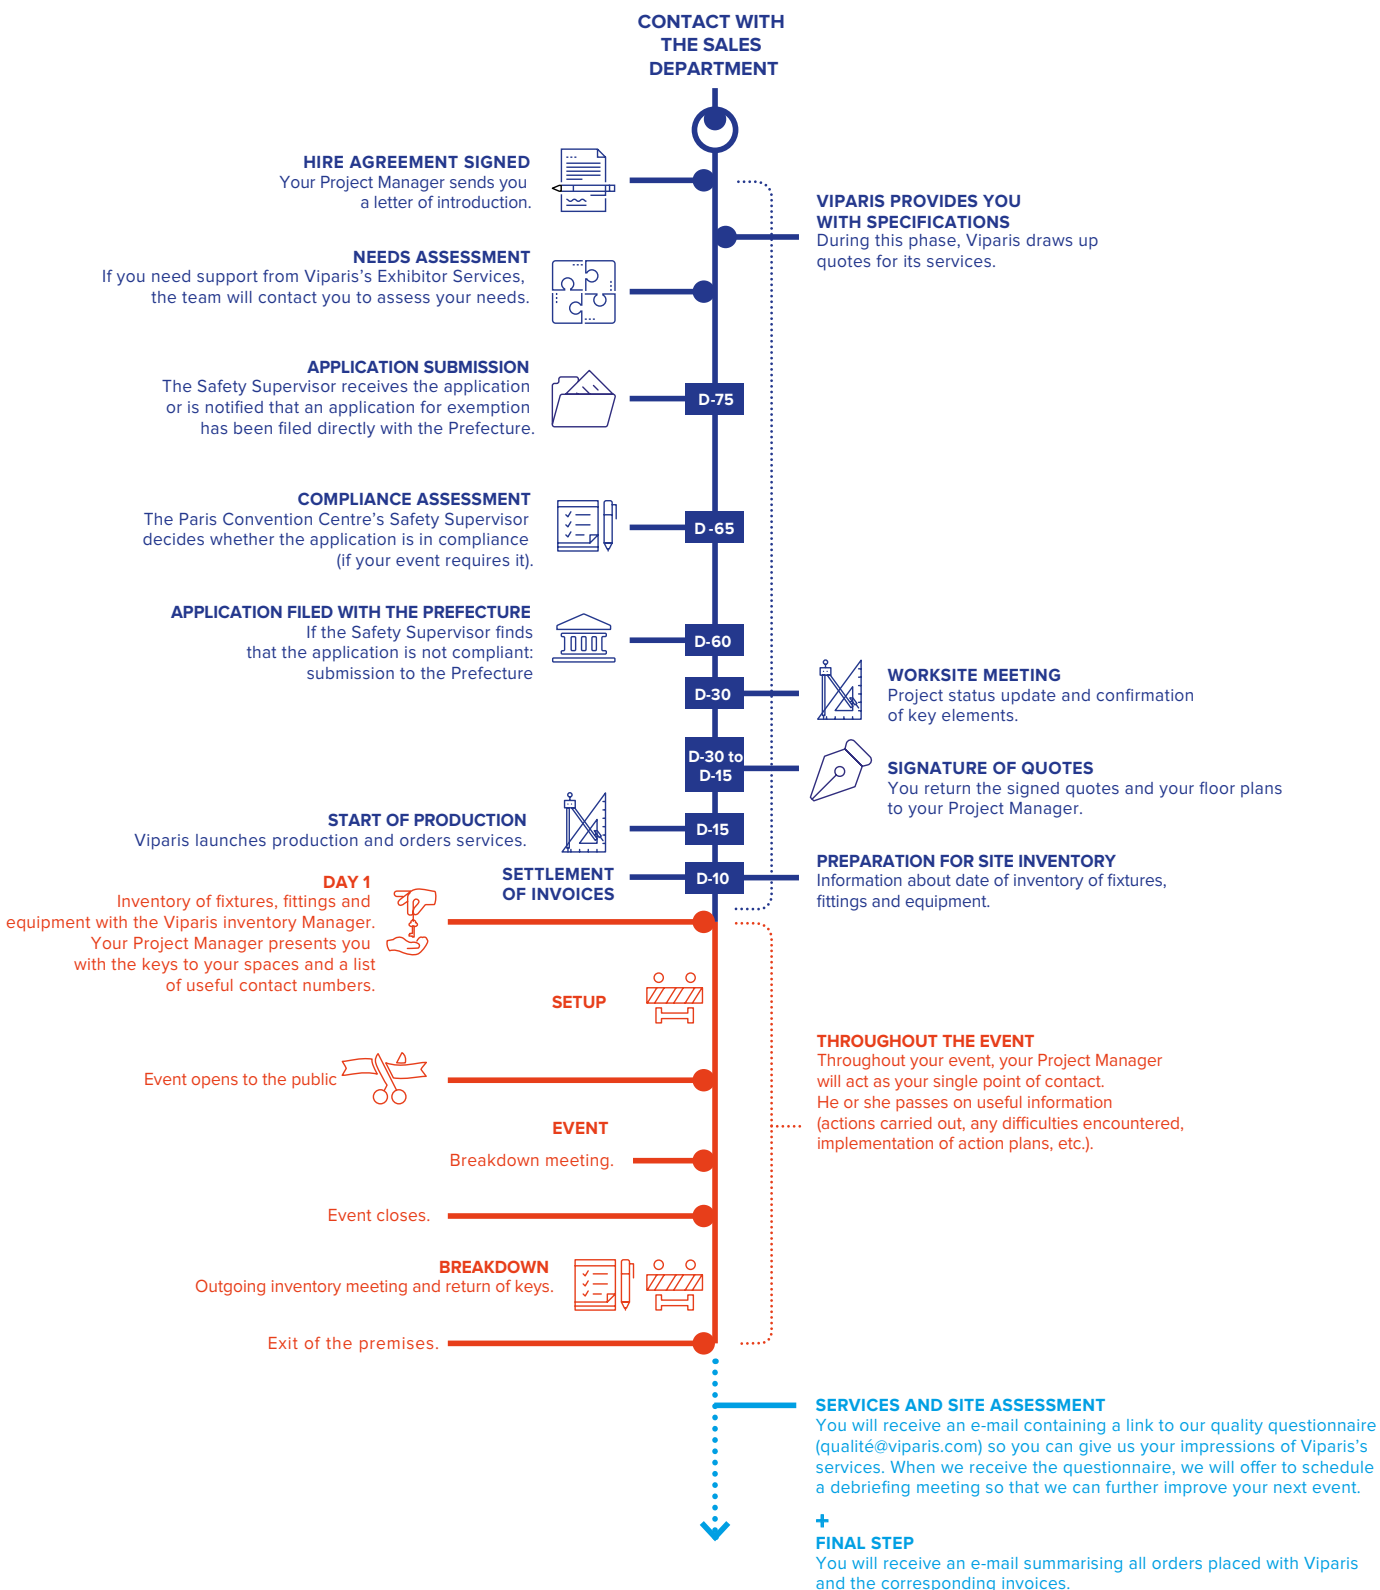 CONTACT WITH
THE SALES
DEPARTMENT
HIRE AGREEMENT SIGNED
Your Project Manager sends you
a letter of introduction.
VIPARIS PROVIDES YOU
WITH SPECIFICATIONS
During this phase, Viparis draws up
quotes for its services.
NEEDS ASSESSMENT
If you need support from Viparis's Exhibitor Services,
the team will contact you to assess your needs.
APPLICATION SUBMISSION
The Safety Supervisor receives the application
or is notified that an application for exemption
has been filed directly with the Prefecture.
D-75
COMPLIANCE ASSESSMENT
The Paris Convention Centre's Safety Supervisor
decides whether the application is in compliance
(if your event requires it).
D -65
APPLICATION FILED WITH THE PREFECTURE
If the Safety Supervisor finds
that the application is not compliant:
submission to the Prefecture
D-60
D-30
WORKSITE MEETING
Project status update and confirmation
of key elements.
D-30 to
D-15
SIGNATURE OF QUOTES
You return the signed quotes and your floor plans
to your Project Manager.
START OF PRODUCTION
Viparis launches production and orders services.
D-15
SETTLEMENT
OF INVOICES
D-10
PREPARATION FOR SITE INVENTORY
Information about date of inventory of fixtures,
fittings and equipment.
DAY 1
Inventory of fixtures, fittings and
equipment with the Viparis inventory Manager.
Your Project Manager presents you
with the keys to your spaces and a list
of useful contact numbers.
SETUP
THROUGHOUT THE EVENT
Throughout your event, your Project Manager
will act as your single point of contact.
He or she passes on useful information
(actions carried out, any difficulties encountered,
implementation of action plans, etc.).
Event opens to the public
EVENT
Breakdown meeting.
Event closes.
BREAKDOWN
Outgoing inventory meeting and return of keys.
Exit of the premises.
SERVICES AND SITE ASSESSMENT
You will receive an e-mail containing a link to our quality questionnaire
(qualité@viparis.com) so you can give us your impressions of Viparis's
services. When we receive the questionnaire, we will offer to schedule
a debriefing meeting so that we can further improve your next event.
+
FINAL STEP
You will receive an e-mail summarising all orders placed with Viparis
and the corresponding invoices.